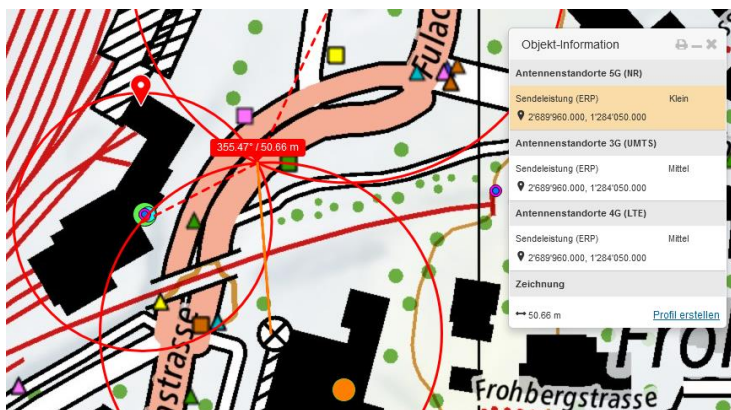 Fulac
355.47° / 50.66 m
nstrasse
Frohbergstrasse
Froh
Objekt-Information
Antennenstandorte 5G (NR)
Sendeleistung (ERP) Klein
2'689'960.000, 1'284'050.000
Antennenstandorte 3G (UMTS)
Sendeleistung (ERP) Mittel
2'689'960.000, 1'284'050.000
Antennenstandorte 4G (LTE)
Sendeleistung (ERP) Mittel
2'689'960.000, 1'284'050.000
Zeichnung
50.66 m Profil erstellen